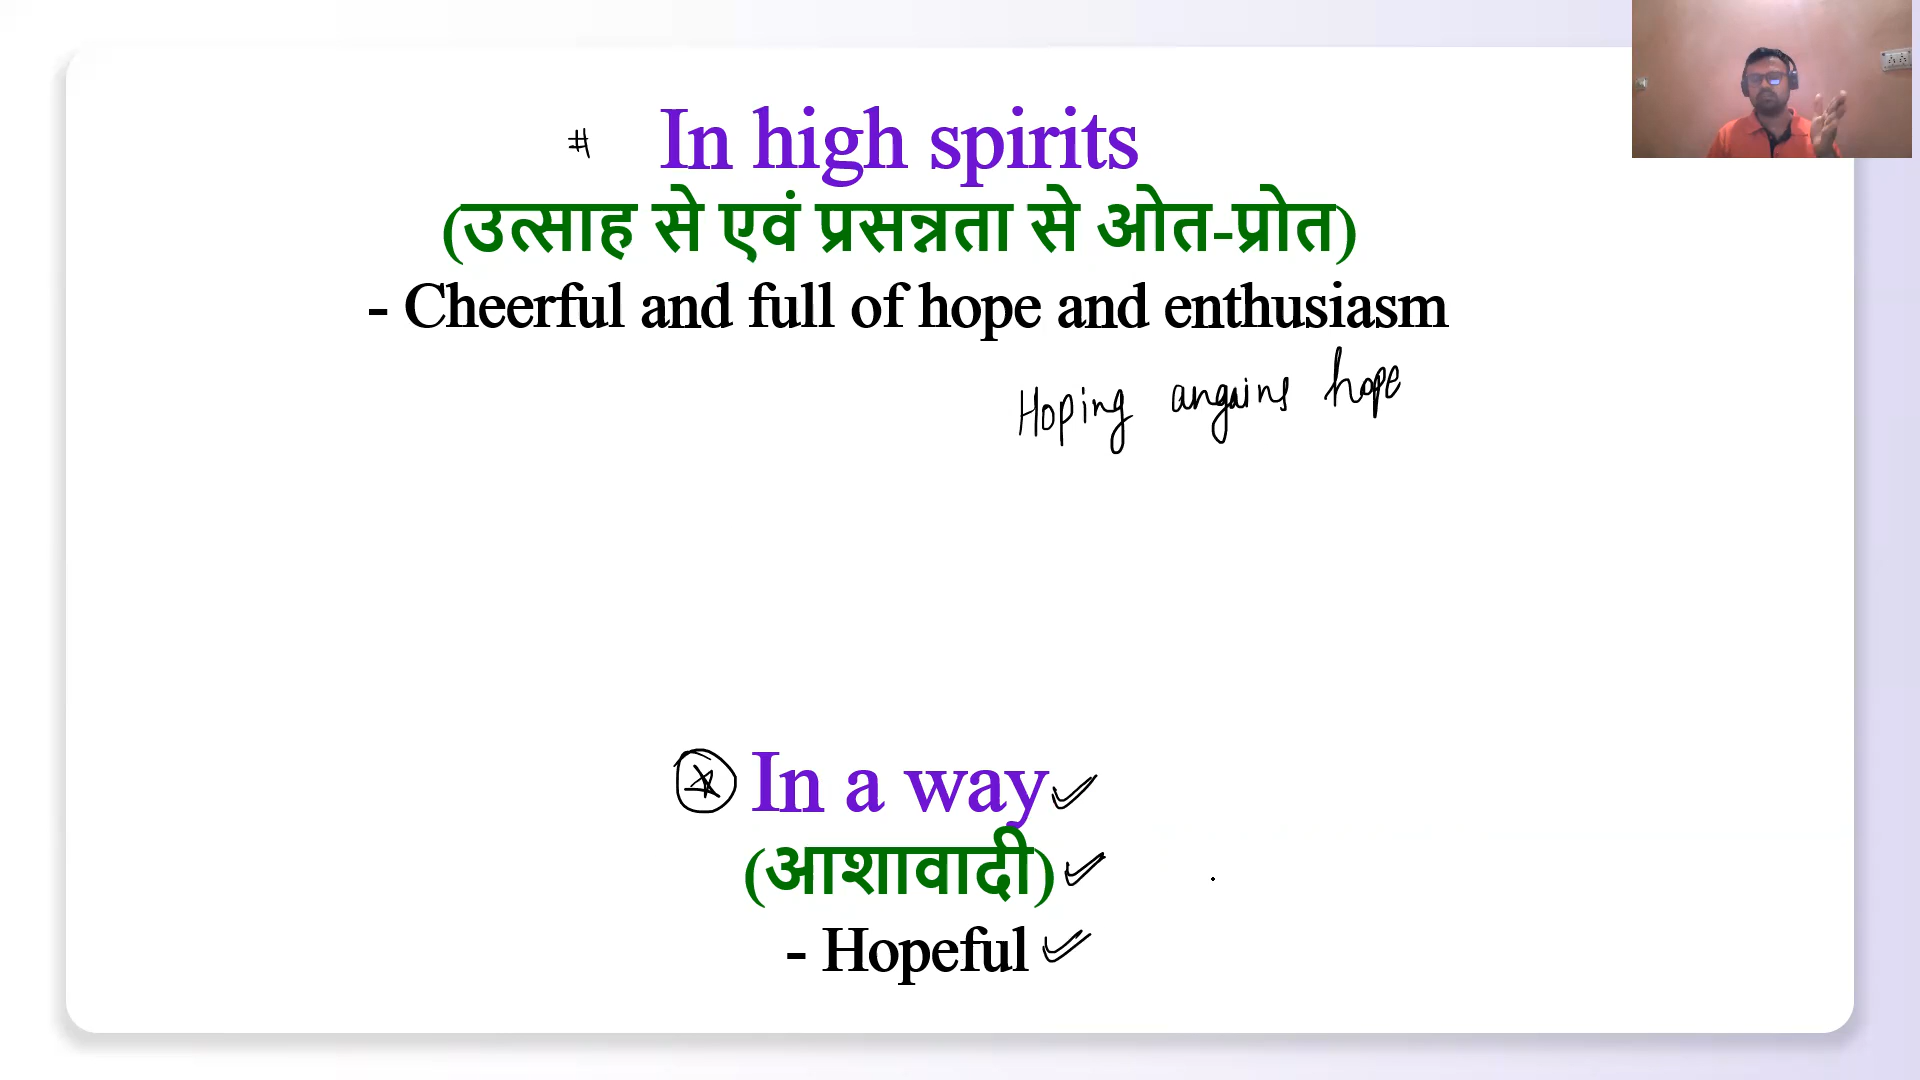 # In high spirits
(उत्साह से एवं प्रसन्नता से ओत-प्रोत)
- Cheerful and full of hope and enthusiasm
Hoping angains hope
In a way
(आशावादी)
- Hopeful